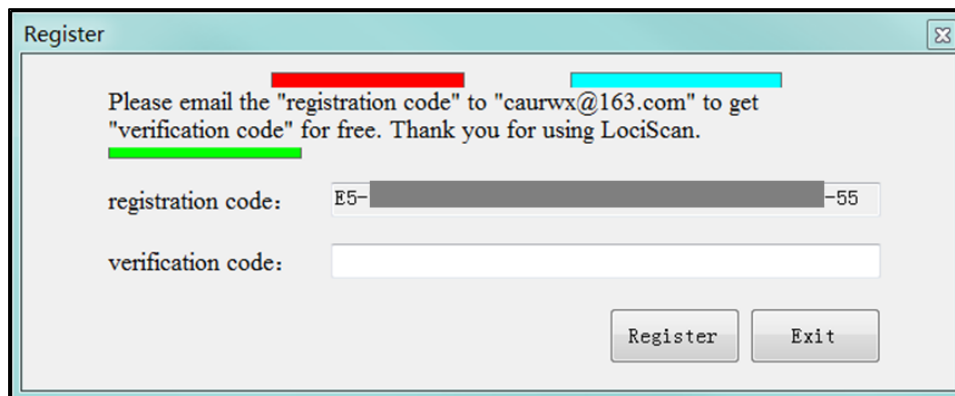 Register
Please email the "registration code" to "caurwx@163.com" to get
"verification code" for free. Thank you for using LociScan.
registration code: E5- -55
verification code:
Register Exit